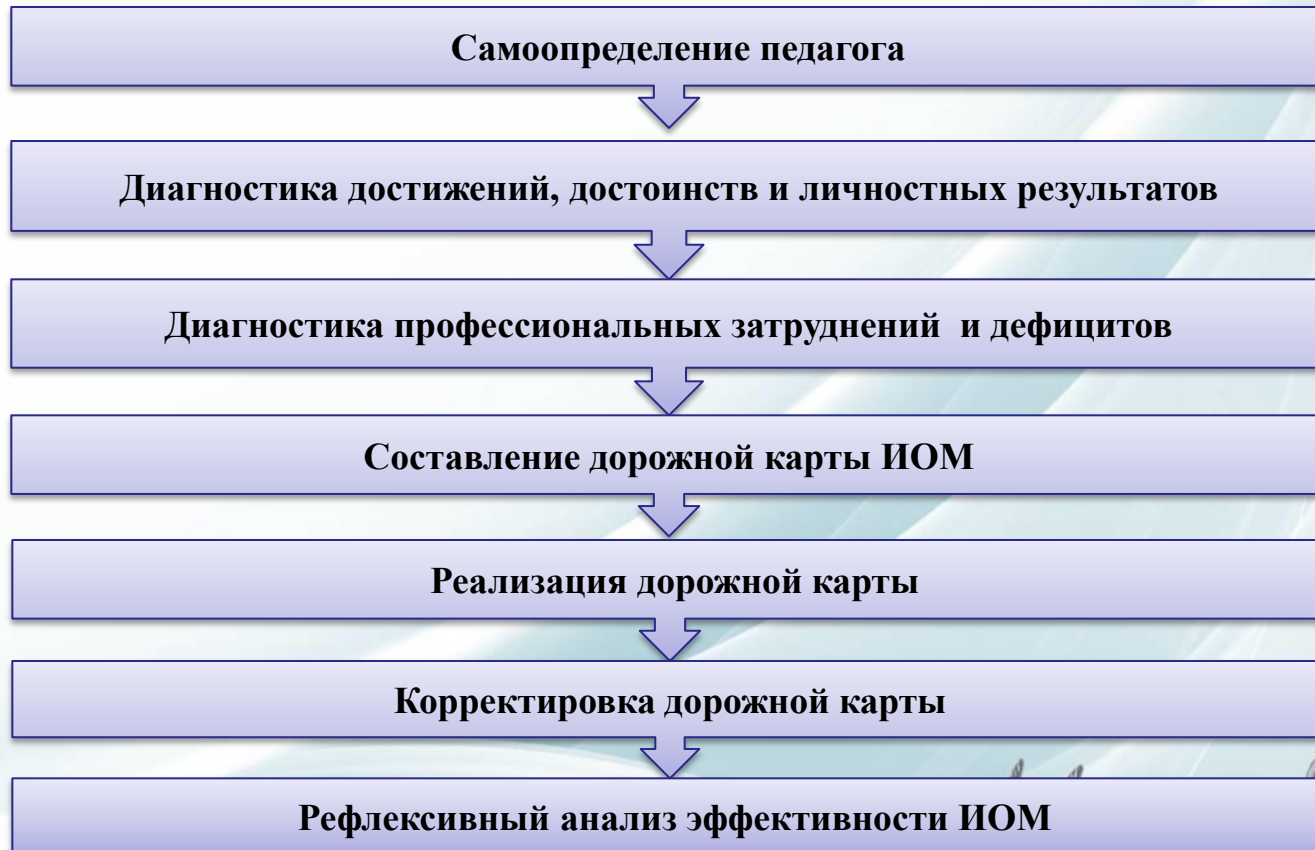 Самоопределение педагога
Диагностика достижений, достоинств и личностных результатов
Диагностика профессиональных затруднений и дефицитов
Составление дорожной карты ИОМ
Реализация дорожной карты
Корректировка дорожной карты
Рефлексивный анализ эффективности ИОМ